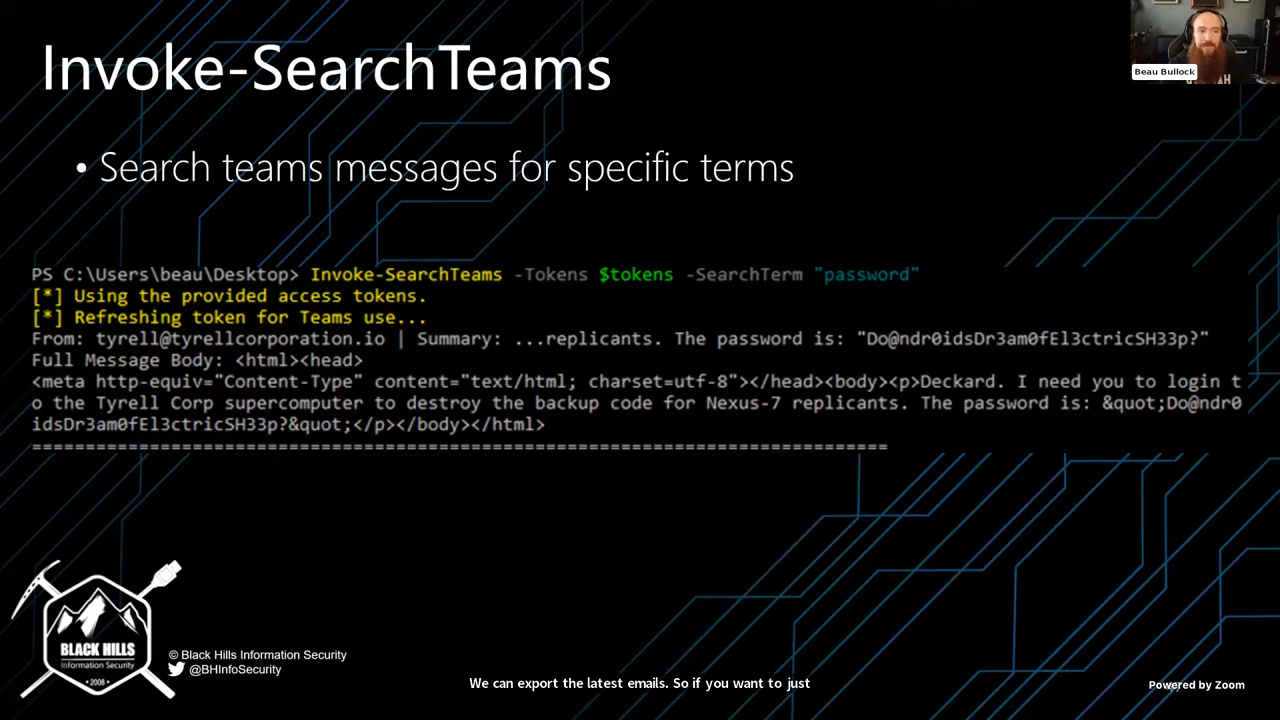 Invoke-SearchTeams
Beau Bullock
• Search teams messages for specific terms
PS C:\Users\beau\Desktop> Invoke-SearchTeams -Tokens $tokens -SearchTerm "password"
[*] Using the provided access tokens.
[*] Refreshing token for Teams use...
From: tyrell@tyrellcorporation.io | Summary: ...replicants. The password is: "Do@ndr0idsDr3am0fEl3ctricSH33p?"
Full Message Body: <html><head>
<meta http-equiv="Content-Type" content="text/html; charset=utf-8"></head><body><p>Deckard. I need you to login t
o the Tyrell Corp supercomputer to destroy the backup code for Nexus-7 replicants. The password is: &quot;Do@ndr0
idsDr3am0fEl3ctricSH33p?&quot;</p></body></html>
================================================================================
BLACK HILLS
Information Security
• 2008 •
© Black Hills Information Security
@BHInfoSecurity
We can export the latest emails. So if you want to just
Powered by Zoom